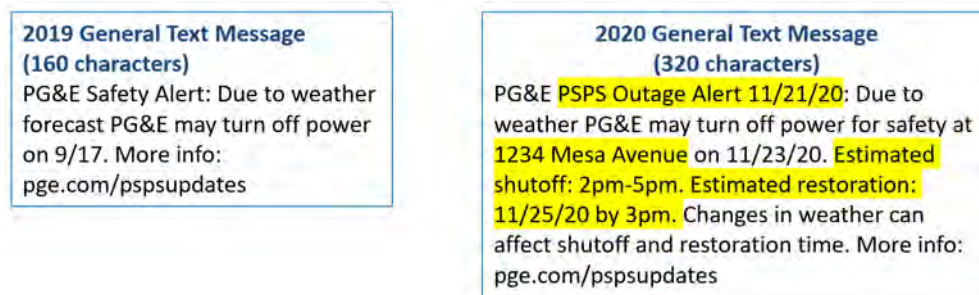 2019 General Text Message
(160 characters)
PG&E Safety Alert: Due to weather
forecast PG&E may turn off power
on 9/17. More info:
pge.com/pspsupdates
2020 General Text Message
(320 characters)
PG&E PSPS Outage Alert 11/21/20: Due to
weather PG&E may turn off power for safety at
1234 Mesa Avenue on 11/23/20. Estimated
shutoff: 2pm-5pm. Estimated restoration:
11/25/20 by 3pm. Changes in weather can
affect shutoff and restoration time. More info:
pge.com/pspsupdates